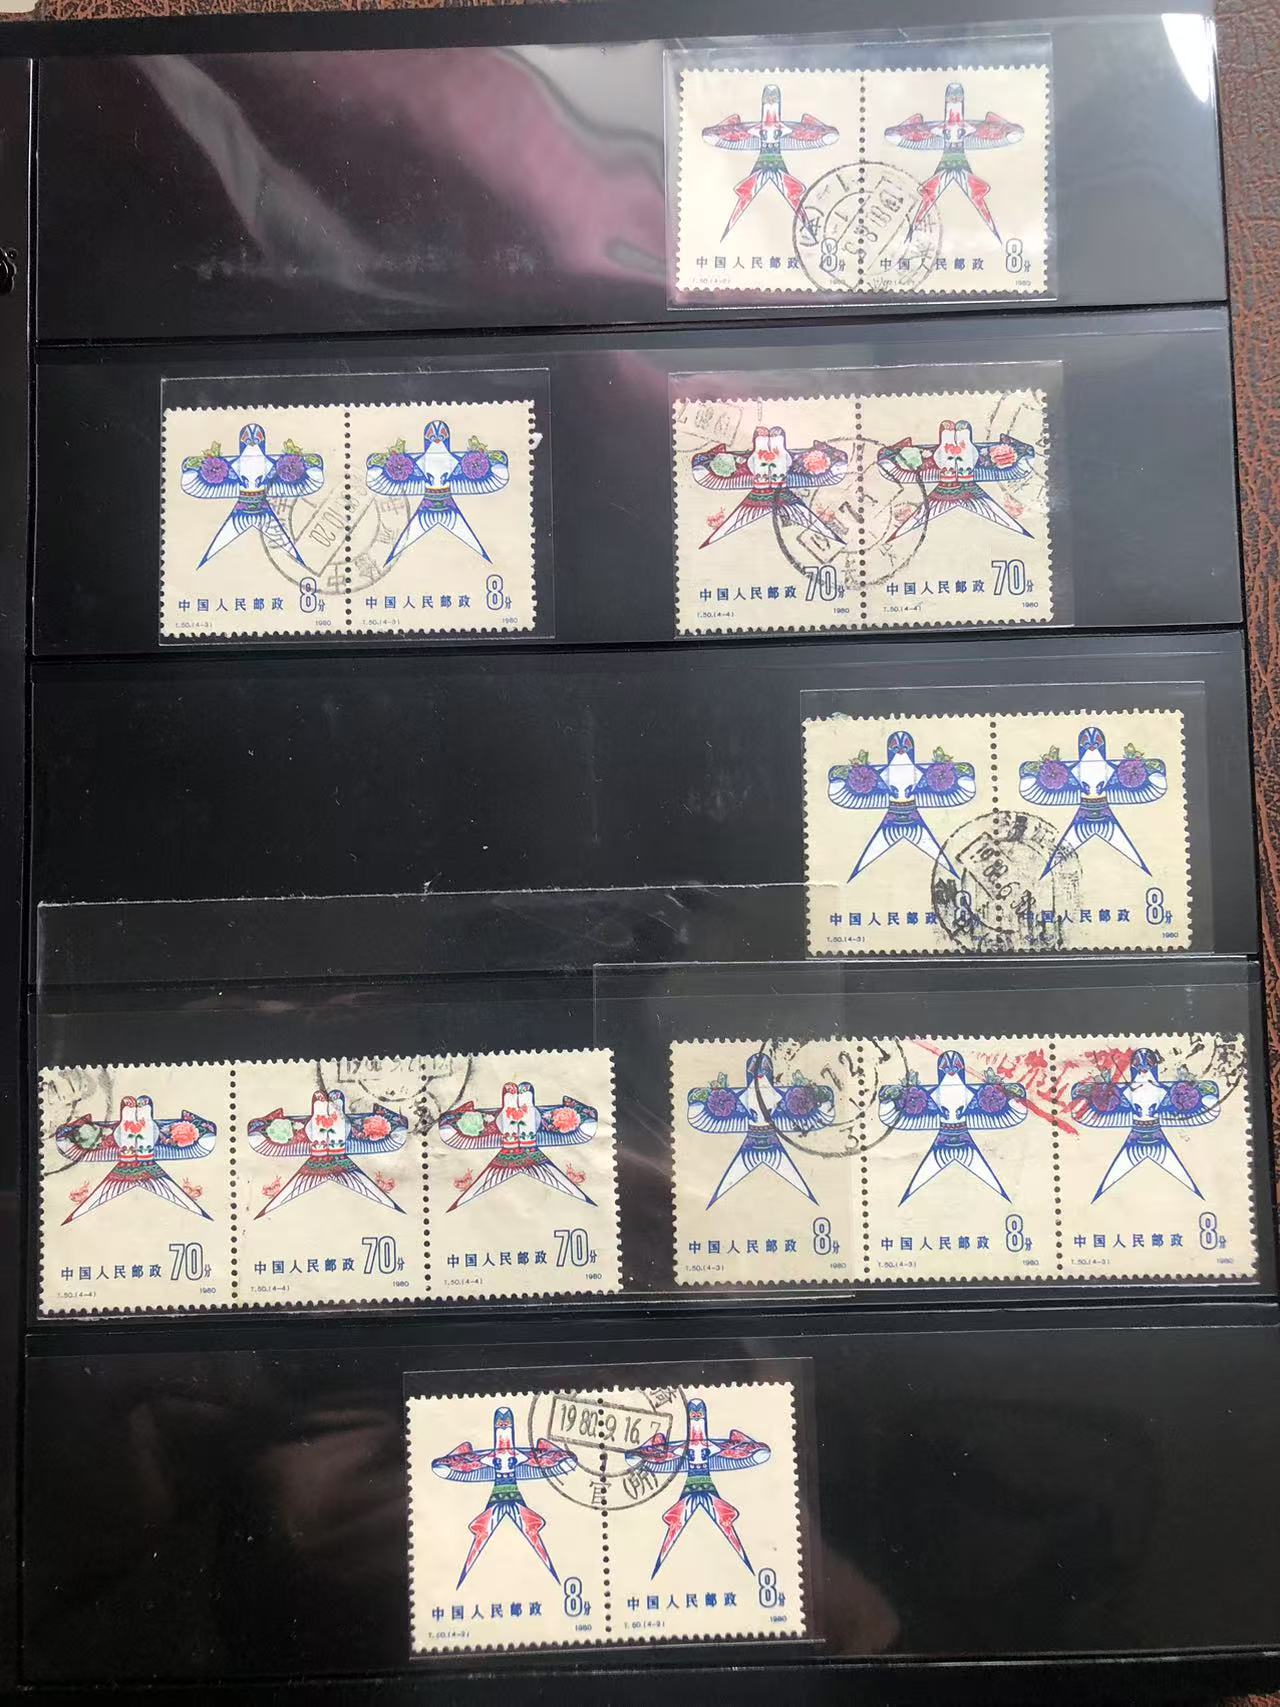 中国人民邮政 8分 中国人民邮政 8分
T.50.(4-2) 1980 1980
中国人民邮政 8分 中国人民邮政 8分
T.50.(4-3) 1980 T.50.(4-3) 1980
中国人民邮政 70分 中国人民邮政 70分
T.50.(4-4) 1980 T.50.(4-4) 1980
中国人民邮政 中国人民邮政 8分
T.50.(4-3) 1980
中国人民邮政 70分 中国人民邮政 70分 中国人民邮政 70分
T.50.(4-4) 1980 T.50.(4-4) T.50.(4-4) 1980
中国人民邮政 8分 中国人民邮政 8分 中国人民邮政 8分
T.50.(4-3) T.50.(4-3) T.50.(4-3) 1980
1980.9.16.7
官(所)
中国人民邮政 8分 中国人民邮政 8分
T.50.(4-2) 1980 T.50.(4-2) 1980